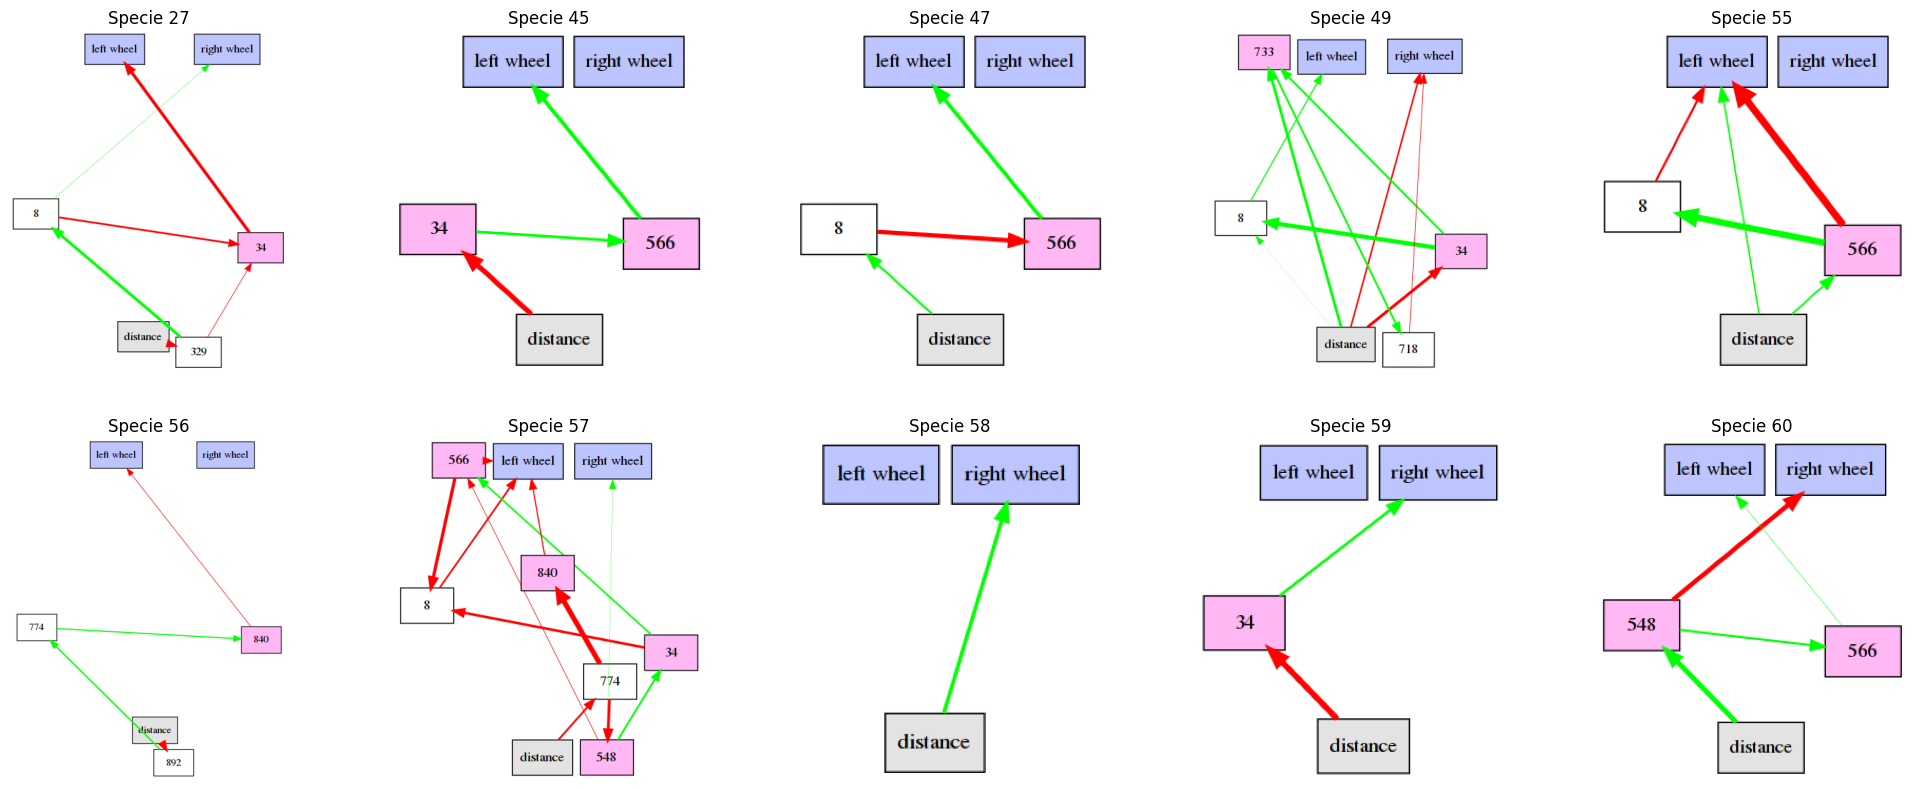 Specie 27
left wheel
right wheel
8
34
distance
329
Specie 45
left wheel
right wheel
34
566
distance
Specie 47
left wheel
right wheel
8
566
distance
Specie 49
733
left wheel
right wheel
8
34
distance
718
Specie 55
left wheel
right wheel
8
566
distance
Specie 56
left wheel
right wheel
774
840
distance
892
Specie 57
566
left wheel
right wheel
840
8
34
774
distance
548
Specie 58
left wheel
right wheel
distance
Specie 59
left wheel
right wheel
34
distance
Specie 60
left wheel
right wheel
548
566
distance